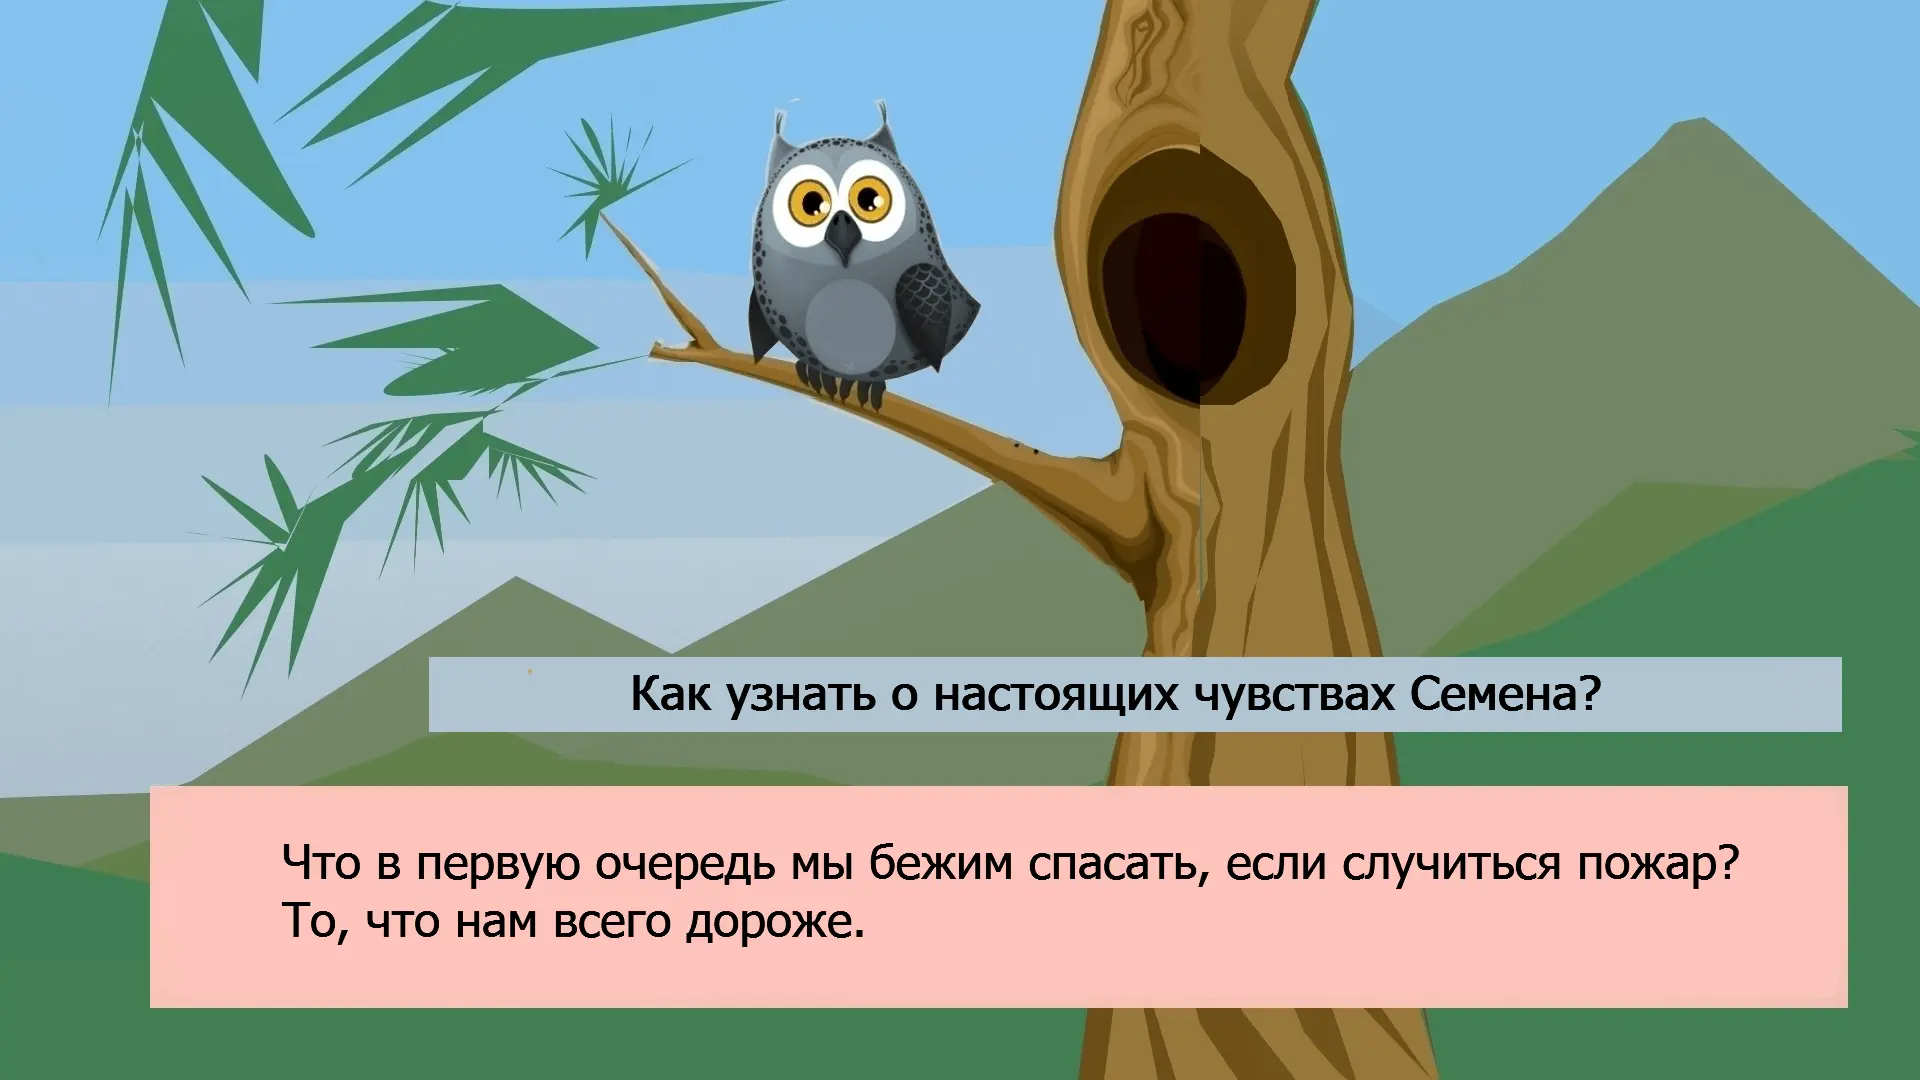 Как узнать о настоящих чувствах Семена?
Что в первую очередь мы бежим спасать, если случиться пожар?
То, что нам всего дороже.